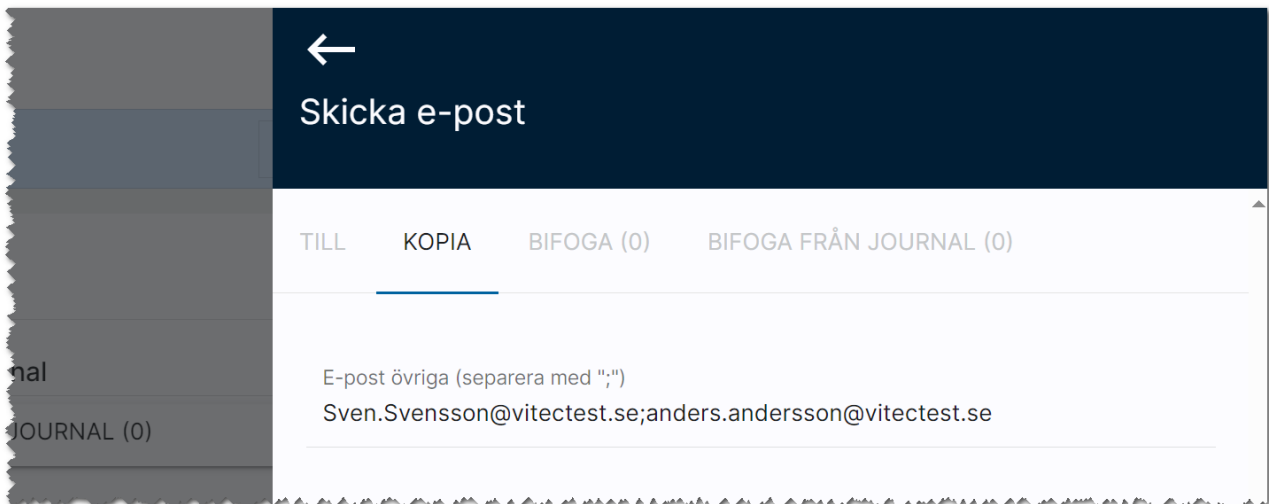 Skicka e-post
TILL KOPIA BIFOGA (0) BIFOGA FRÅN JOURNAL (0)
E-post övriga (separera med ";")
nal
Sven.Svensson@vitectest.se;anders.andersson@vitectest.se
JOURNAL (0)